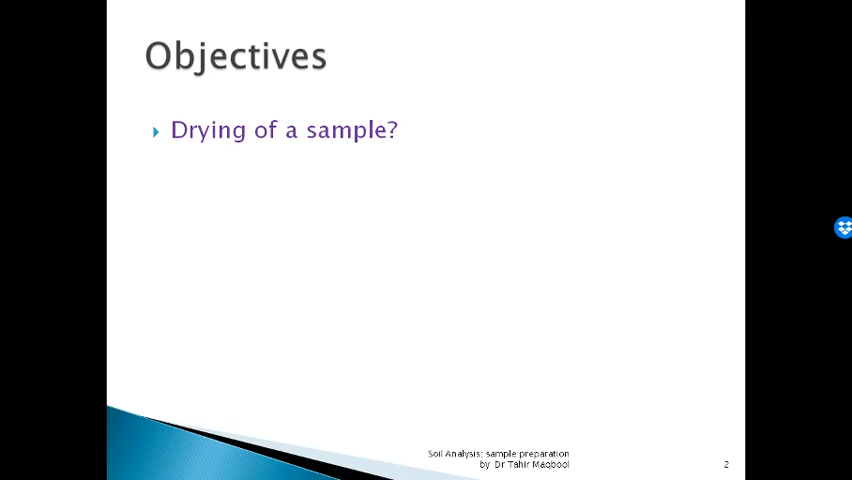 Objectives
Drying of a sample?
Soil Analysis: sample preparation
by Dr Tahir Maqbool
2